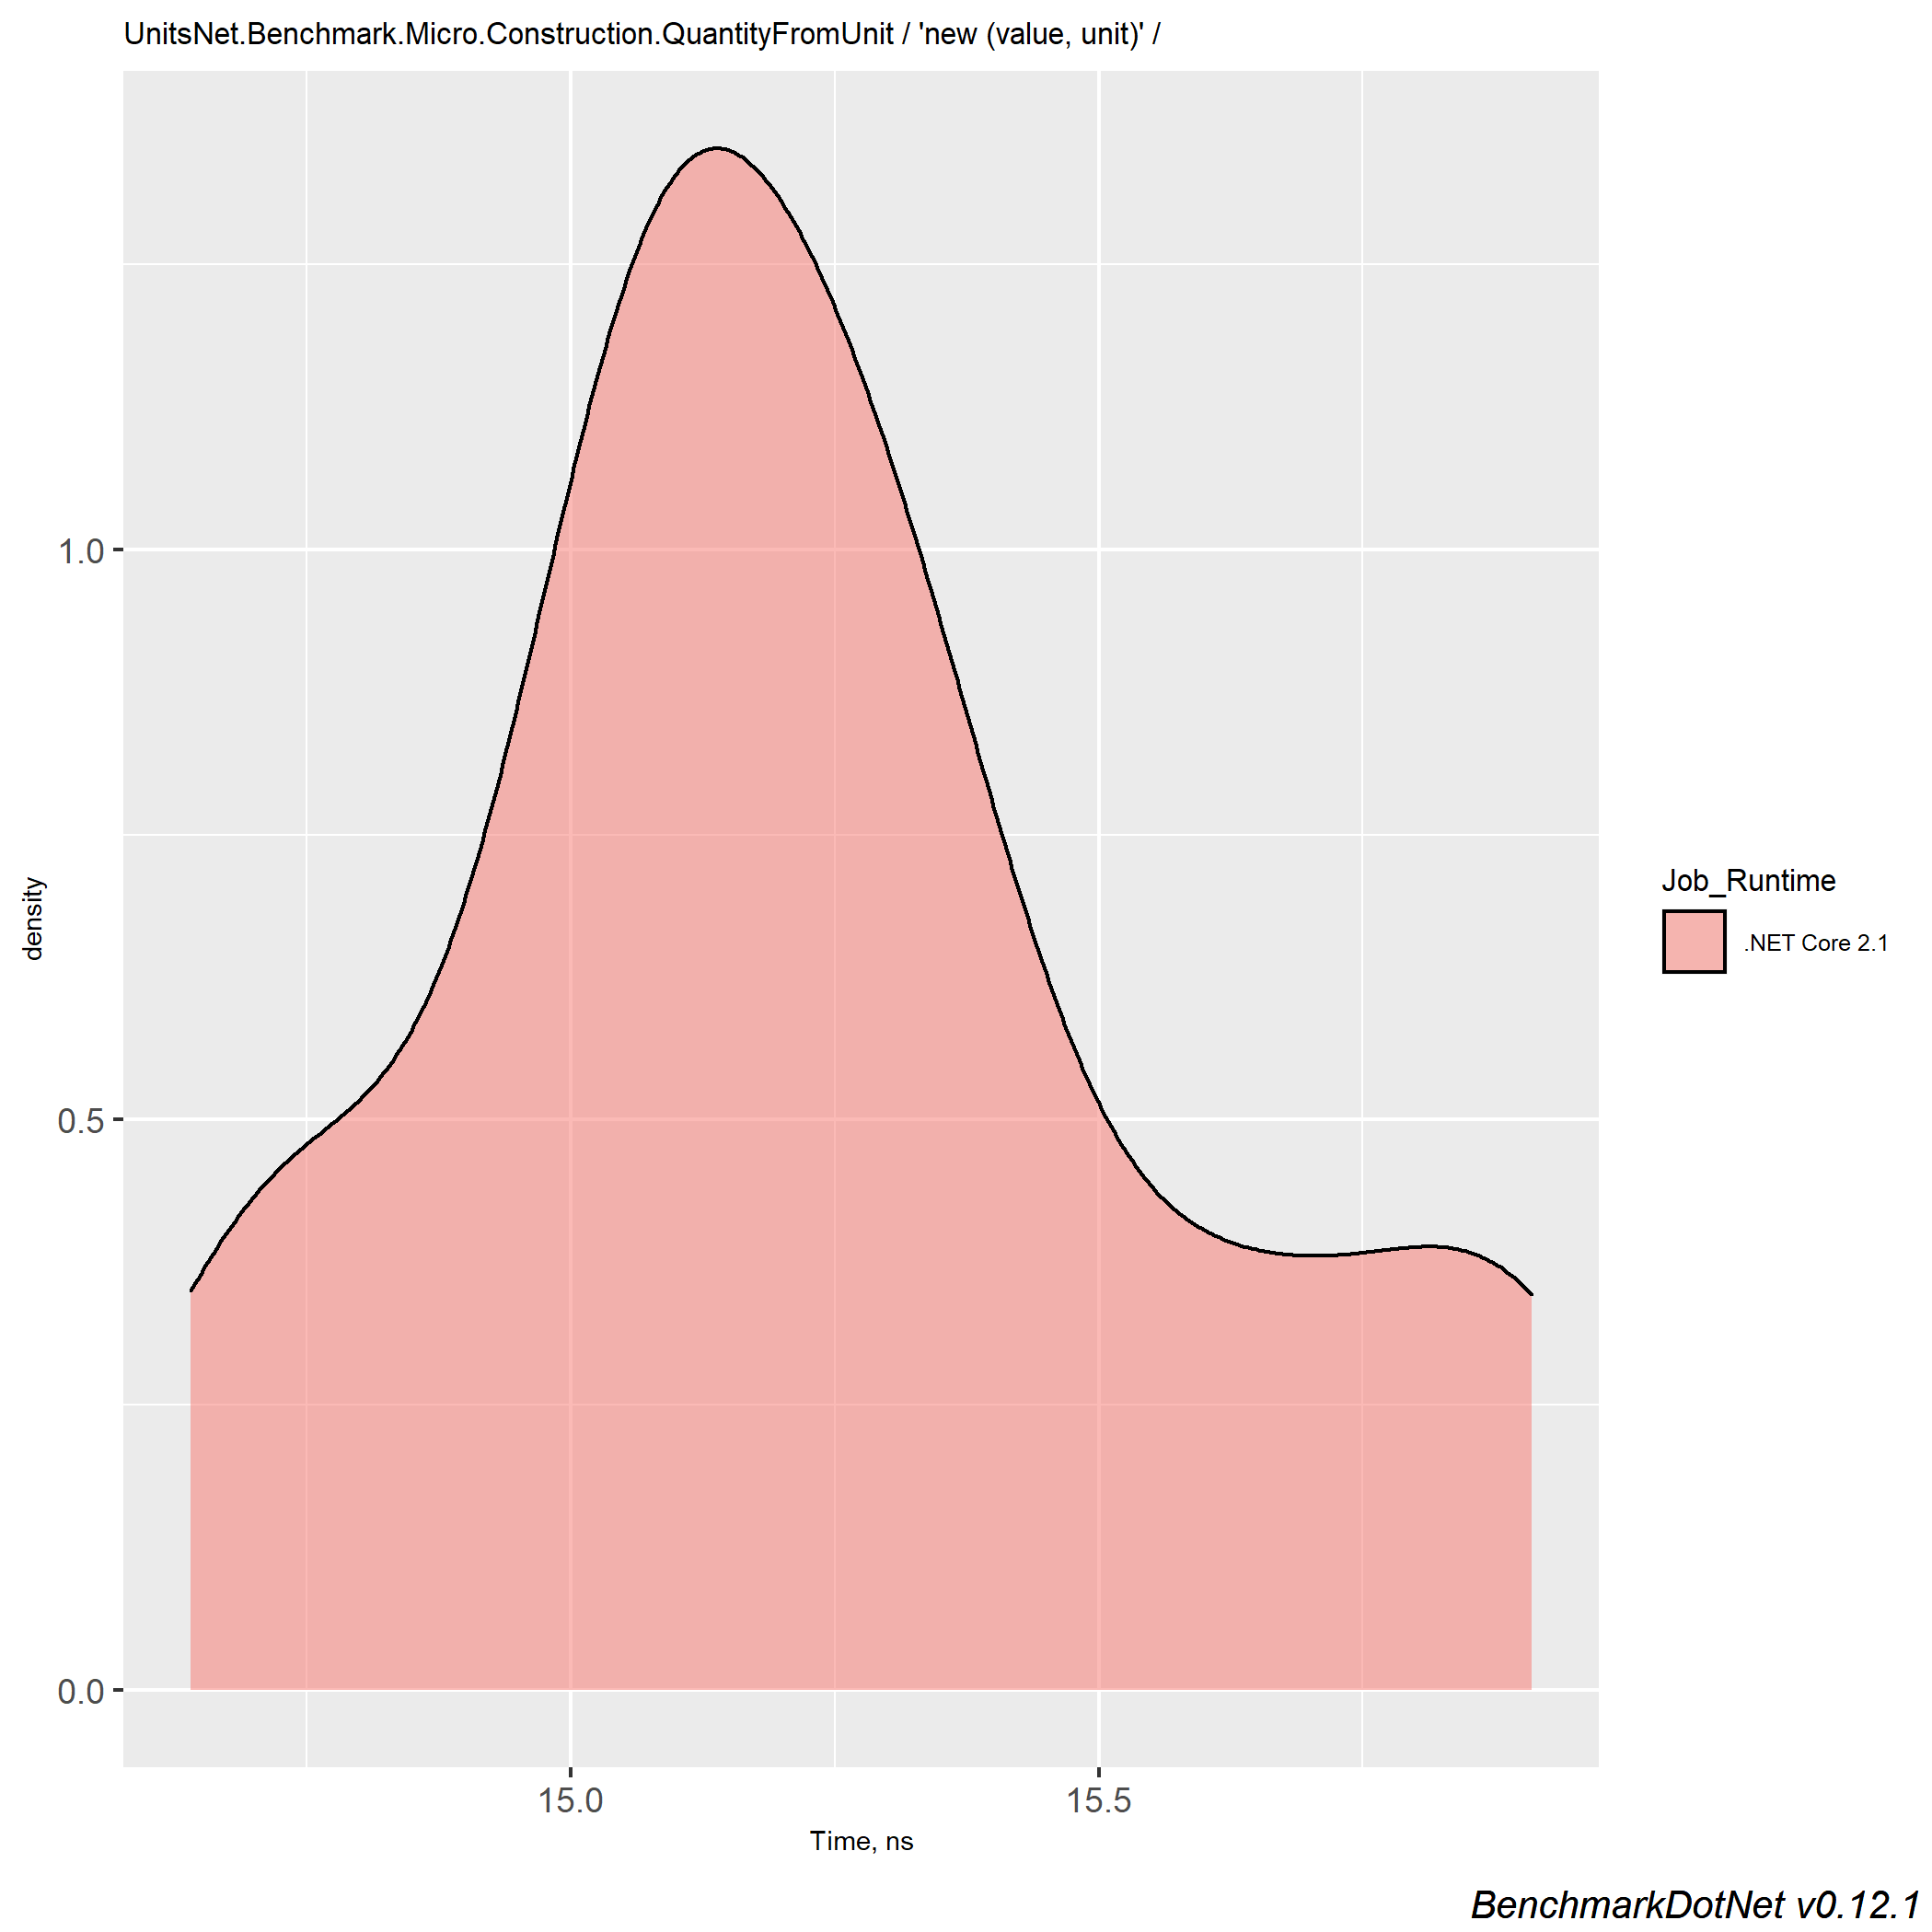 UnitsNet.Benchmark.Micro.Construction.QuantityFromUnit / 'new (value, unit)' /
density
1.0
0.5
0.0
15.0 15.5
Time, ns
Job_Runtime
.NET Core 2.1
BenchmarkDotNet v0.12.1